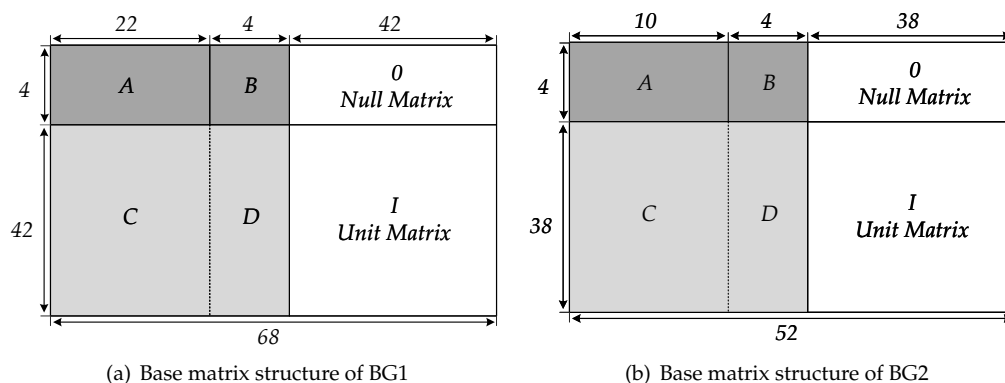 22 4 42
4
A B
0
Null Matrix
42
C D
I
Unit Matrix
68
(a) Base matrix structure of BG1
10 4 38
4
A B
0
Null Matrix
38
C D
I
Unit Matrix
52
(b) Base matrix structure of BG2